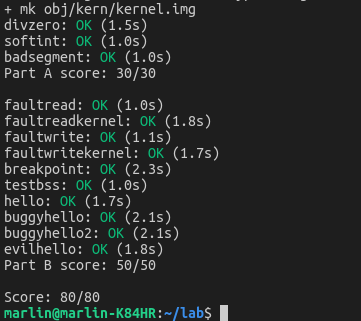 + mk obj/kern/kernel.img
divzero: OK (1.5s)
softint: OK (1.0s)
badsegment: OK (1.0s)
Part A score: 30/30
faultread: OK (1.0s)
faultreadkernel: OK (1.8s)
faultwrite: OK (1.1s)
faultwritekernel: OK (1.7s)
breakpoint: OK (2.3s)
testbss: OK (1.0s)
hello: OK (1.7s)
buggyhello: OK (2.1s)
buggyhello2: OK (2.1s)
evilhello: OK (1.8s)
Part B score: 50/50
Score: 80/80
marlin@marlin-K84HR:~/lab$